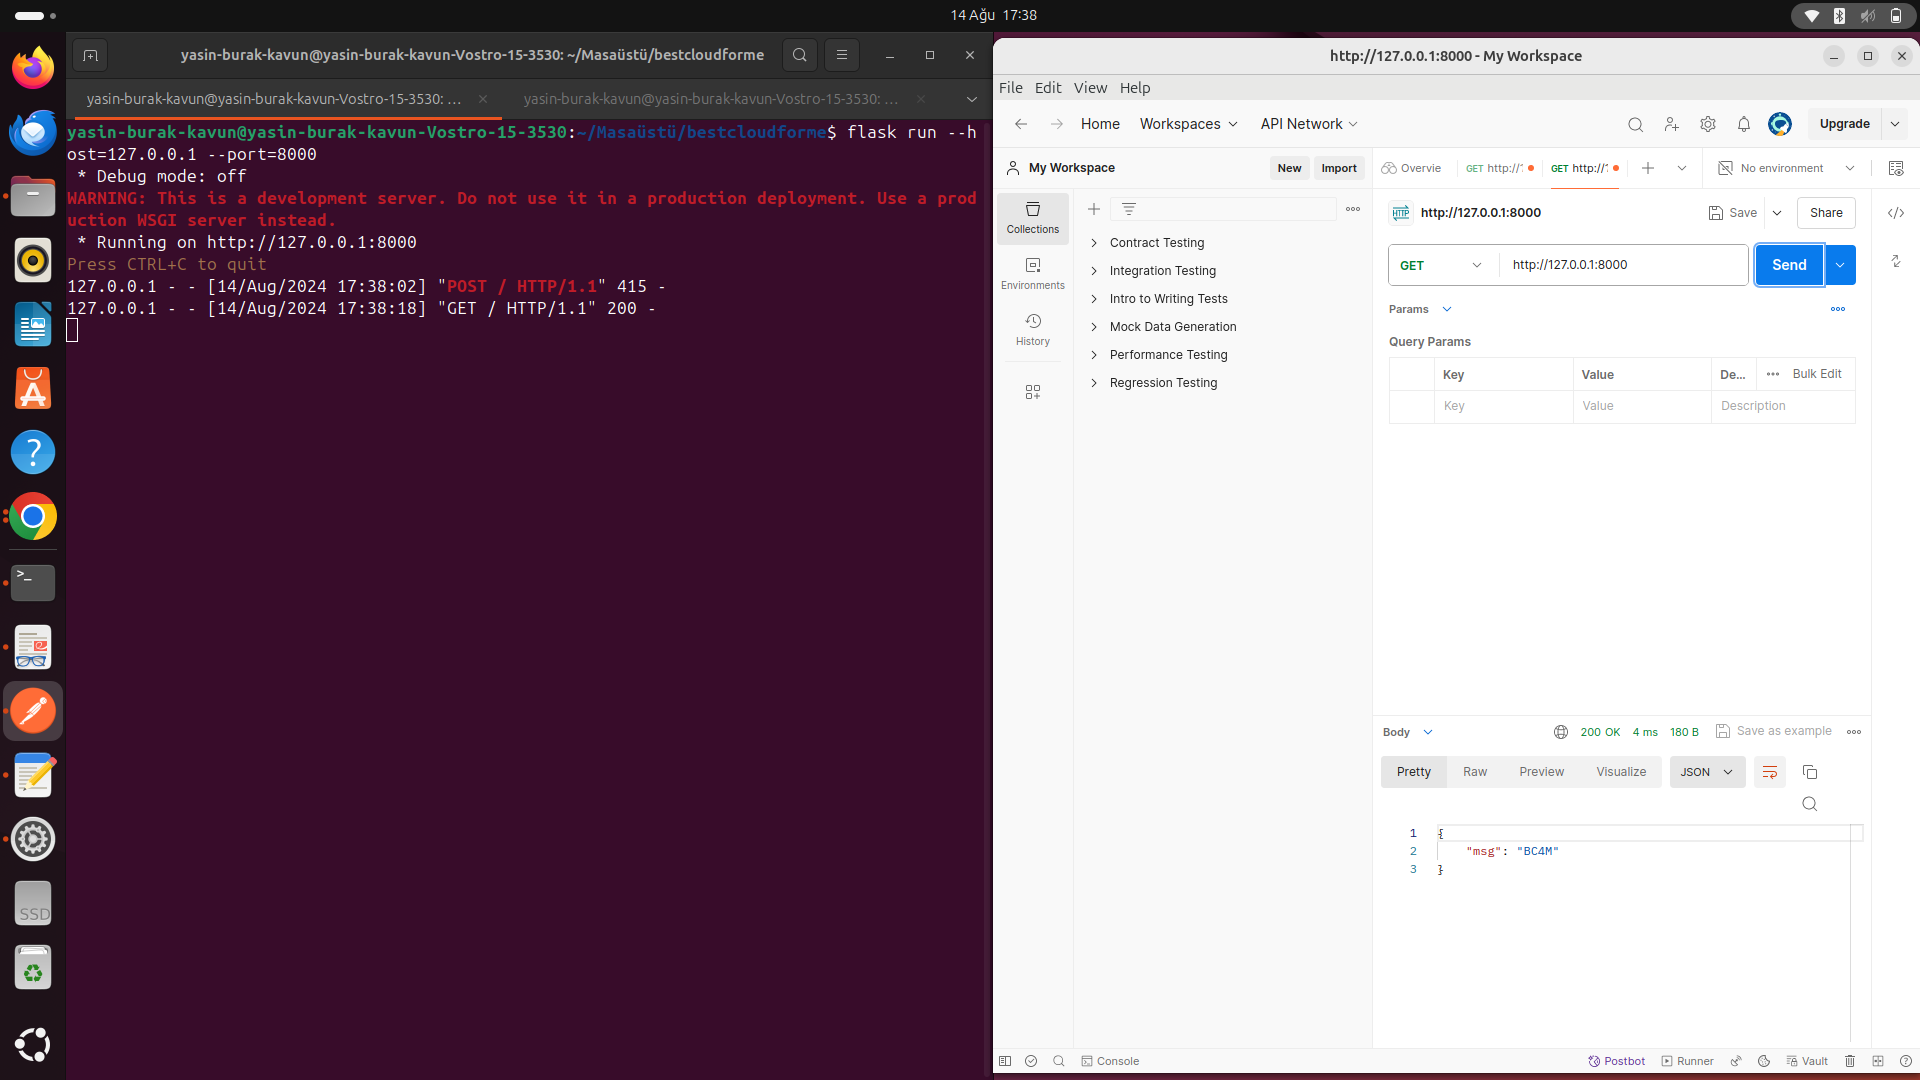 14 Ağu 17:38
yasin-burak-kavun@yasin-burak-kavun-Vostro-15-3530: ~/Masaüstü/bestcloudforme
yasin-burak-kavun@yasin-burak-kavun-Vostro-15-3530: ...
yasin-burak-kavun@yasin-burak-kavun-Vostro-15-3530: ...
yasin-burak-kavun@yasin-burak-kavun-Vostro-15-3530:~/Masaüstü/bestcloudforme$ flask run --h
ost=127.0.0.1 --port=8000
* Debug mode: off
WARNING: This is a development server. Do not use it in a production deployment. Use a prod
uction WSGI server instead.
* Running on http://127.0.0.1:8000
Press CTRL+C to quit
127.0.0.1 - - [14/Aug/2024 17:38:02] "POST / HTTP/1.1" 415 -
127.0.0.1 - - [14/Aug/2024 17:38:18] "GET / HTTP/1.1" 200 -
SSD
http://127.0.0.1:8000 - My Workspace
File Edit View Help
Home Workspaces API Network Upgrade
My Workspace New Import
Overvie GET http://: GET http://: No environment
Collections
Environments
History
Contract Testing
Integration Testing
Intro to Writing Tests
Mock Data Generation
Performance Testing
Regression Testing
HTTP http://127.0.0.1:8000 Save Share
GET http://127.0.0.1:8000 Send
Params
Query Params
Key Value De... Bulk Edit
Key Value Description
Body 200 OK 4 ms 180 B Save as example
Pretty Raw Preview Visualize JSON
1 {
2 "msg": "BC4M"
3 }
Console Postbot Runner Vault